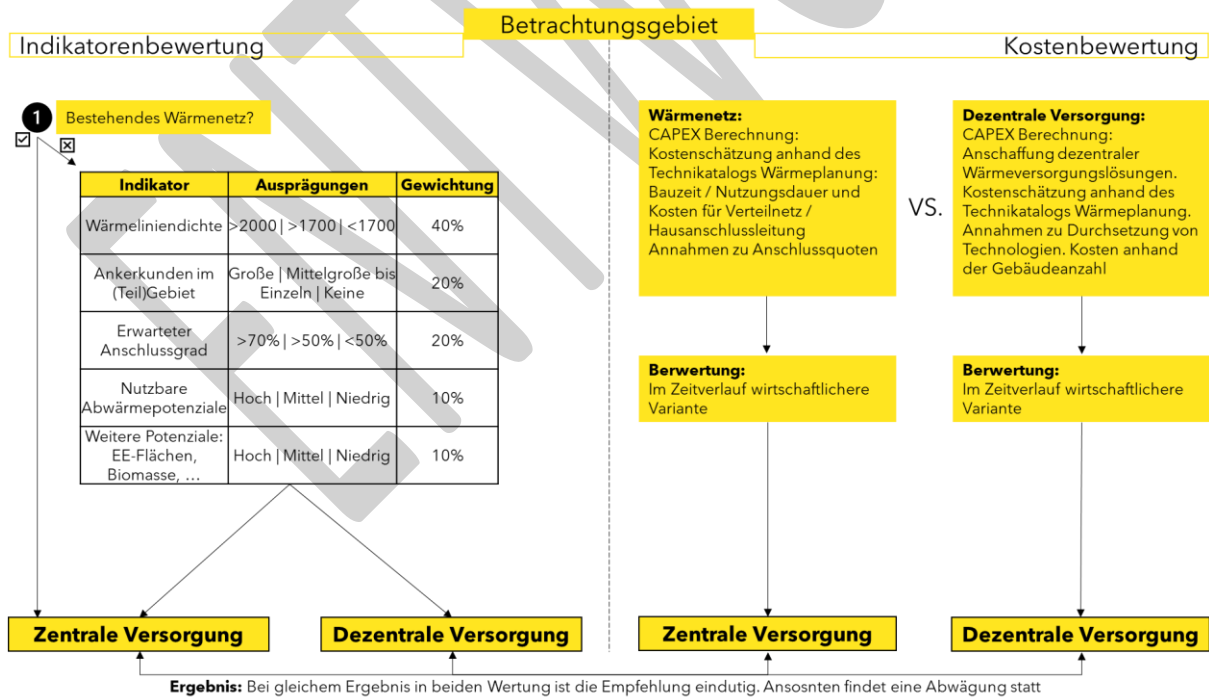 Betrachtungsgebiet
Indikatorenbewertung
Kostenbewertung
1 Bestehendes Wärmenetz?
Indikator Ausprägungen Gewichtung
Wärmeliniendichte >2000 | >1700 | <1700 40%
Ankerkunden im
(Teil)Gebiet
Große | Mittelgroße bis
Einzeln | Keine
20%
Erwarteter
Anschlussgrad
>70% | >50% | <50%
20%
Nutzbare
Abwärmepotenziale
Hoch | Mittel | Niedrig
10%
Weitere Potenziale:
EE-Flächen,
Biomasse, ...
Hoch | Mittel | Niedrig
10%
Zentrale Versorgung
Dezentrale Versorgung
Wärmenetz:
CAPEX Berechnung:
Kostenschätzung anhand des
Technikatalogs Wärmeplanung:
Bauzeit / Nutzungsdauer und
Kosten für Verteilnetz /
Hausanschlussleitung
Annahmen zu Anschlussquoten
VS.
Dezentrale Versorgung:
CAPEX Berechnung:
Anschaffung dezentraler
Wärmeversorgungslösungen.
Kostenschätzung anhand des
Technikatalogs Wärmeplanung.
Annahmen zu Durchsetzung von
Technologien. Kosten anhand
der Gebäudeanzahl
Berwertung:
Im Zeitverlauf wirtschaftlichere
Variante
Berwertung:
Im Zeitverlauf wirtschaftlichere
Variante
Zentrale Versorgung
Dezentrale Versorgung
Ergebnis: Bei gleichem Ergebnis in beiden Wertung ist die Empfehlung eindutig. Ansosnten findet eine Abwägung statt